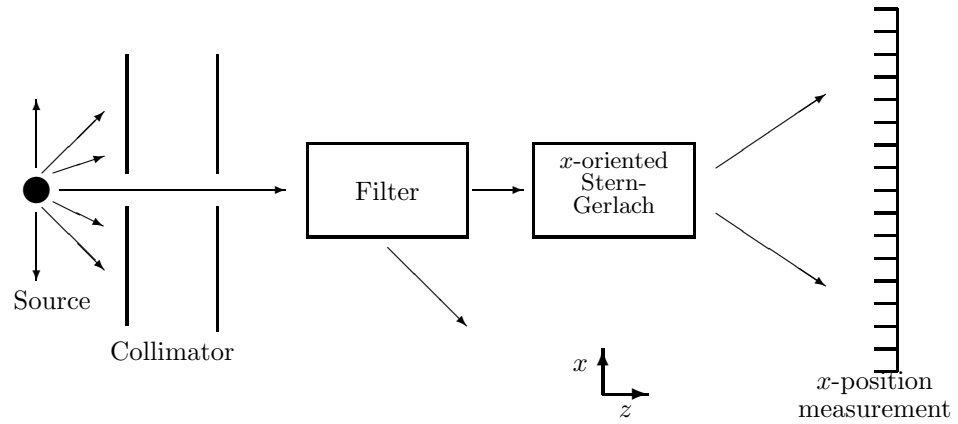 Source
Collimator
Filter
x-oriented
Stern-
Gerlach
x
z
x-position
measurement